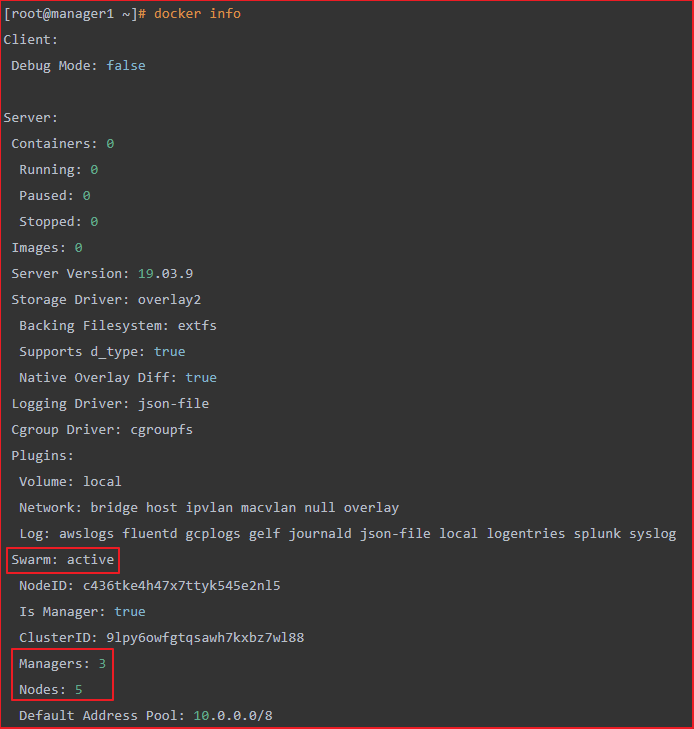 [root@manager1 ~]# docker info
Client:
 Debug Mode: false

Server:
 Containers: 0
  Running: 0
  Paused: 0
  Stopped: 0
 Images: 0
 Server Version: 19.03.9
 Storage Driver: overlay2
  Backing Filesystem: extfs
  Supports d_type: true
  Native Overlay Diff: true
 Logging Driver: json-file
 Cgroup Driver: cgroupfs
 Plugins:
  Volume: local
  Network: bridge host ipvlan macvlan null overlay
  Log: awslogs fluentd gcplogs gelf journald json-file local logentries splunk syslog
 Swarm: active
  NodeID: c436tke4h47x7ttyk545e2nl5
  Is Manager: true
  ClusterID: 9lpy6owfgtqsawh7kxbz7wl88
  Managers: 3
  Nodes: 5
  Default Address Pool: 10.0.0.0/8